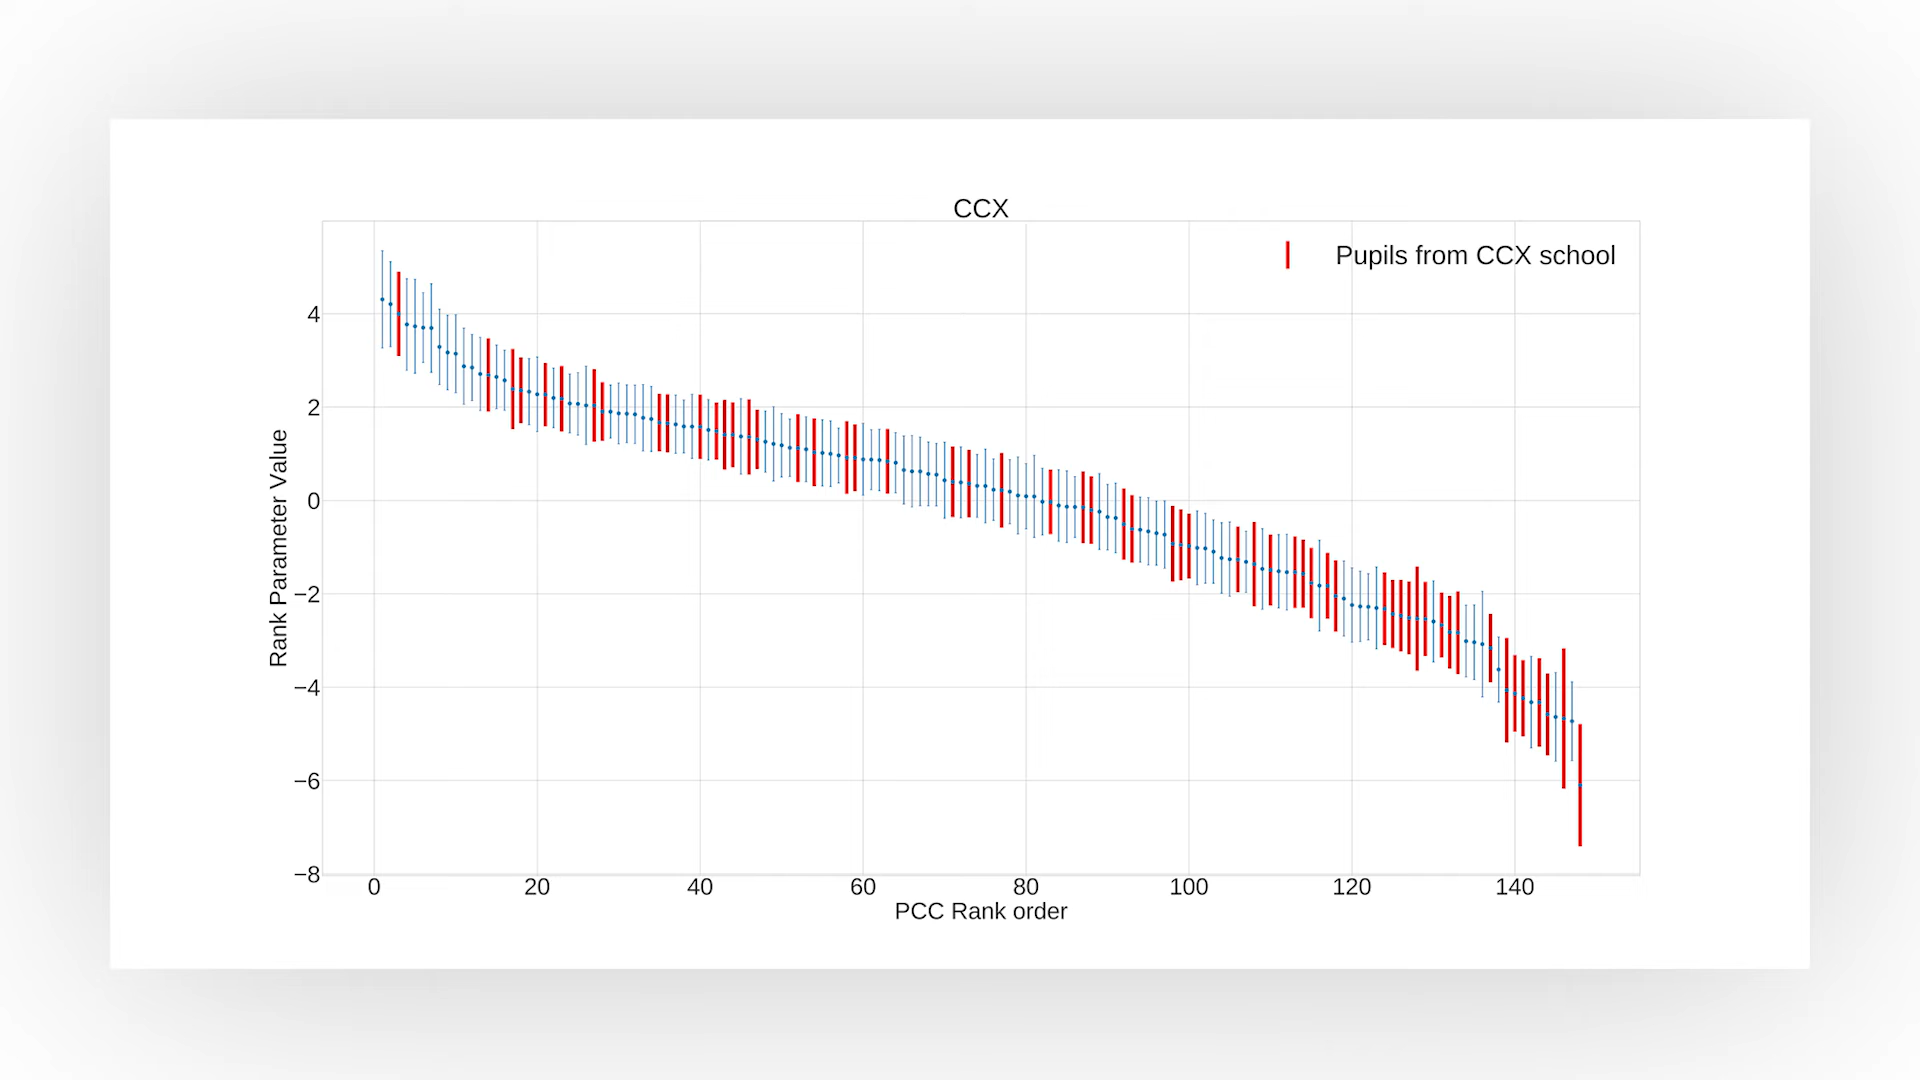 CCX
Pupils from CCX school
4
2
0
−2
−4
−6
−8
Rank Parameter Value
0 20 40 60 80 100 120 140
PCC Rank order